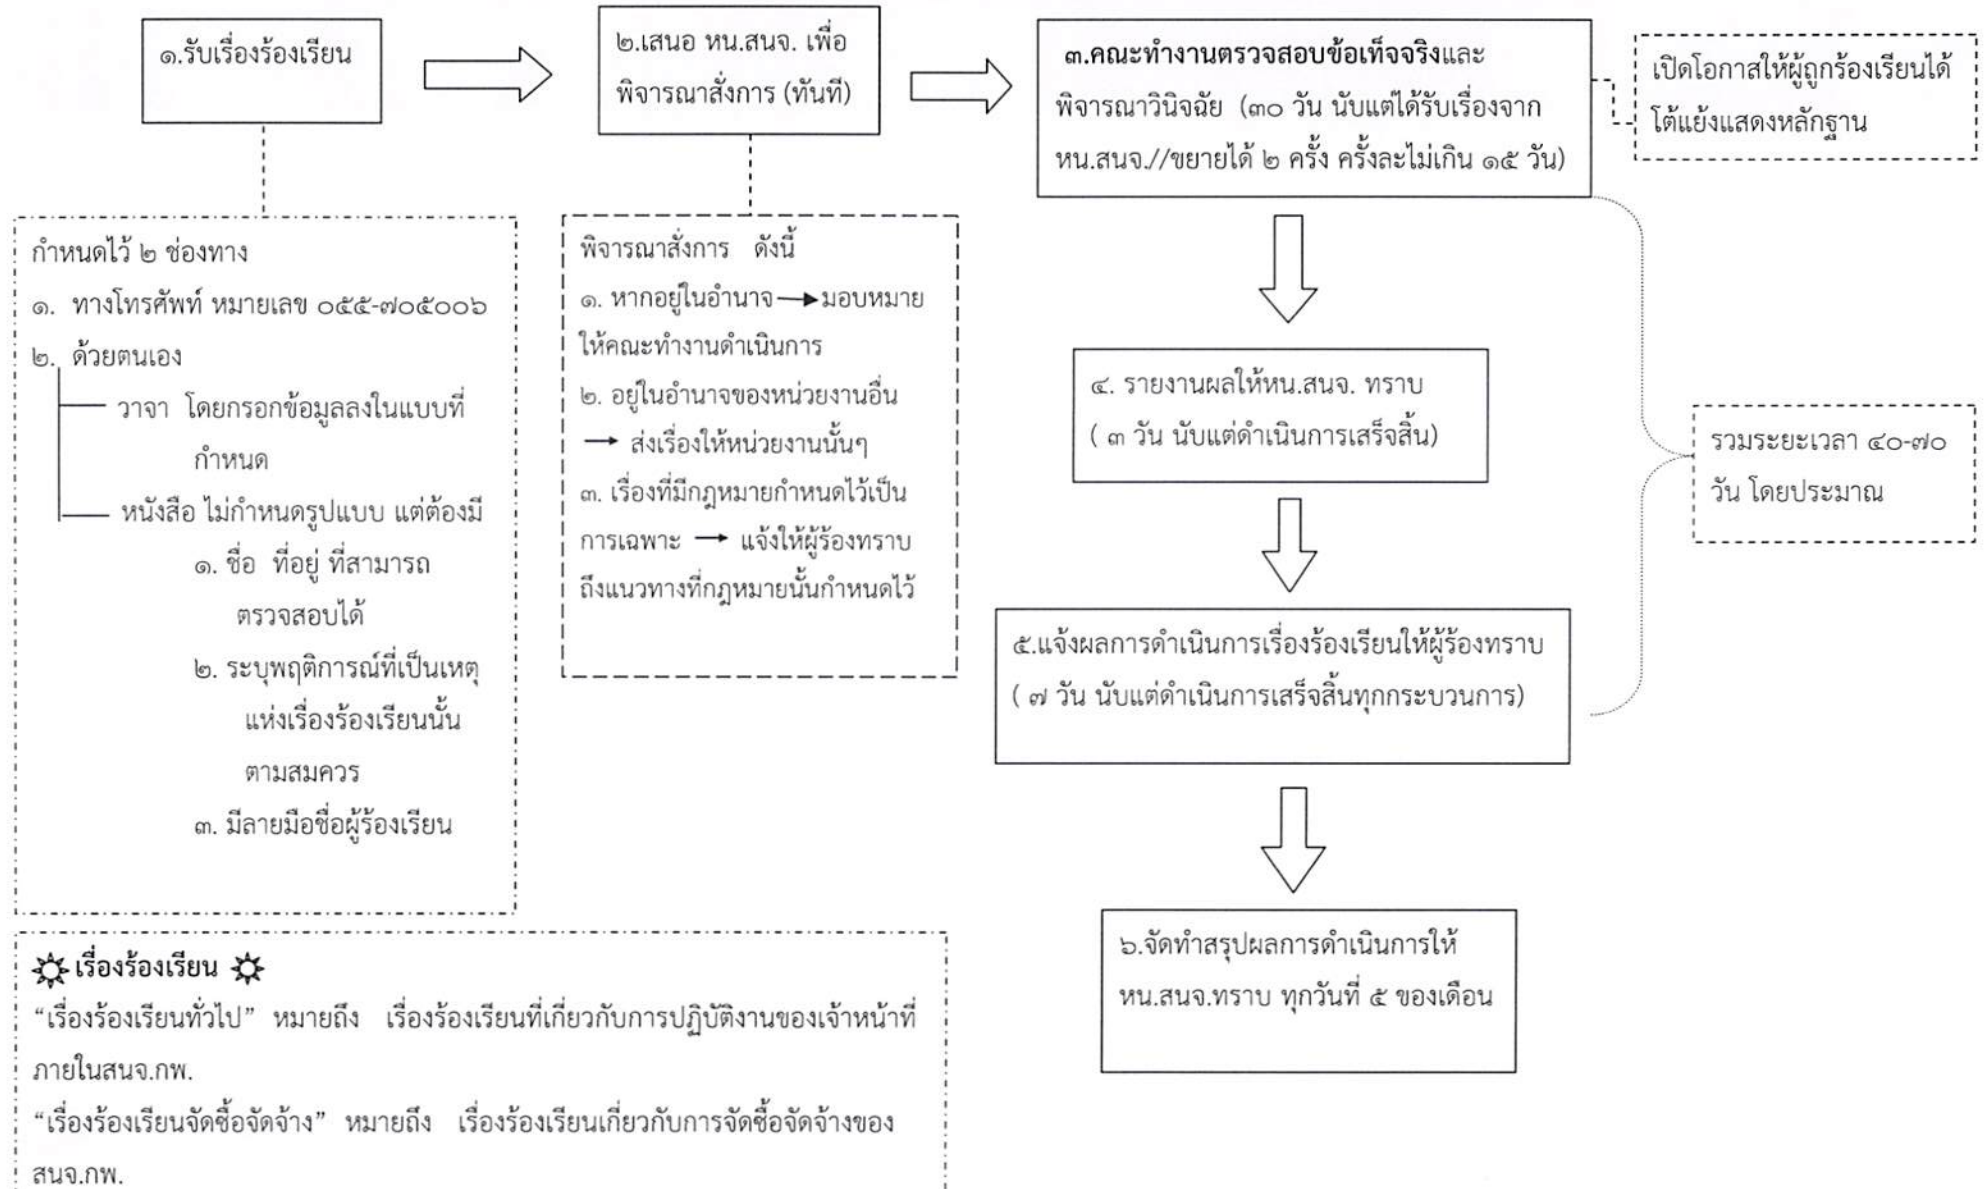 ๑.รับเรื่องร้องเรียน
๒.เสนอ หน.สนจ. เพื่อ
พิจารณาสั่งการ (ทันที)
๓.คณะทำงานตรวจสอบข้อเท็จจริงและ
พิจารณาวินิจฉัย (๓๐ วัน นับแต่ได้รับเรื่องจาก
หน.สนจ.//ขยายได้ ๒ ครั้ง ครั้งละไม่เกิน ๑๕ วัน)
เปิดโอกาสให้ผู้ถูกร้องเรียนได้
โต้แย้งแสดงหลักฐาน
กำหนดไว้ ๒ ช่องทาง
๑. ทางโทรศัพท์ หมายเลข ๐๕๕-๗๐๕๐๐๖
๒. ด้วยตนเอง
วาจา โดยกรอกข้อมูลลงในแบบที่
กำหนด
หนังสือ ไม่กำหนดรูปแบบ แต่ต้องมี
๑. ชื่อ ที่อยู่ ที่สามารถ
ตรวจสอบได้
๒. ระบุพฤติการณ์ที่เป็นเหตุ
แห่งเรื่องร้องเรียนนั้น
ตามสมควร
๓. มีลายมือชื่อผู้ร้องเรียน
พิจารณาสั่งการ ดังนี้
๑. หากอยู่ในอำนาจ → มอบหมาย
ให้คณะทำงานดำเนินการ
๒. อยู่ในอำนาจของหน่วยงานอื่น
→ ส่งเรื่องให้หน่วยงานนั้นๆ
๓. เรื่องที่มีกฎหมายกำหนดไว้เป็น
การเฉพาะ → แจ้งให้ผู้ร้องทราบ
ถึงแนวทางที่กฎหมายนั้นกำหนดไว้
๔. รายงานผลให้หน.สนจ. ทราบ
( ๓ วัน นับแต่ดำเนินการเสร็จสิ้น)
รวมระยะเวลา ๔๐-๗๐
วัน โดยประมาณ
๕.แจ้งผลการดำเนินการเรื่องร้องเรียนให้ผู้ร้องทราบ
( ๗ วัน นับแต่ดำเนินการเสร็จสิ้นทุกกระบวนการ)
๖.จัดทำสรุปผลการดำเนินการให้
หน.สนจ.ทราบ ทุกวันที่ ๕ ของเดือน
เรื่องร้องเรียน
“เรื่องร้องเรียนทั่วไป” หมายถึง เรื่องร้องเรียนที่เกี่ยวกับการปฏิบัติงานของเจ้าหน้าที่
ภายในสนจ.กพ.
“เรื่องร้องเรียนจัดซื้อจัดจ้าง” หมายถึง เรื่องร้องเรียนเกี่ยวกับการจัดซื้อจัดจ้างของ
สนจ.กพ.